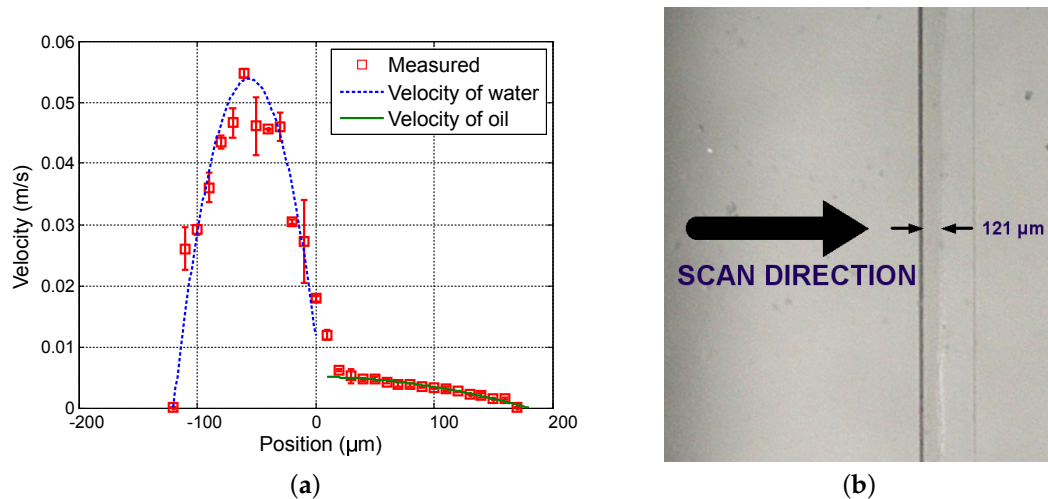 0.06
0.05
0.04
0.03
0.02
0.01
0
Velocity (m/s)
Measured
Velocity of water
Velocity of oil
-200
-100
0
100
200
Position (µm)
(a)
121 µm
SCAN DIRECTION
(b)